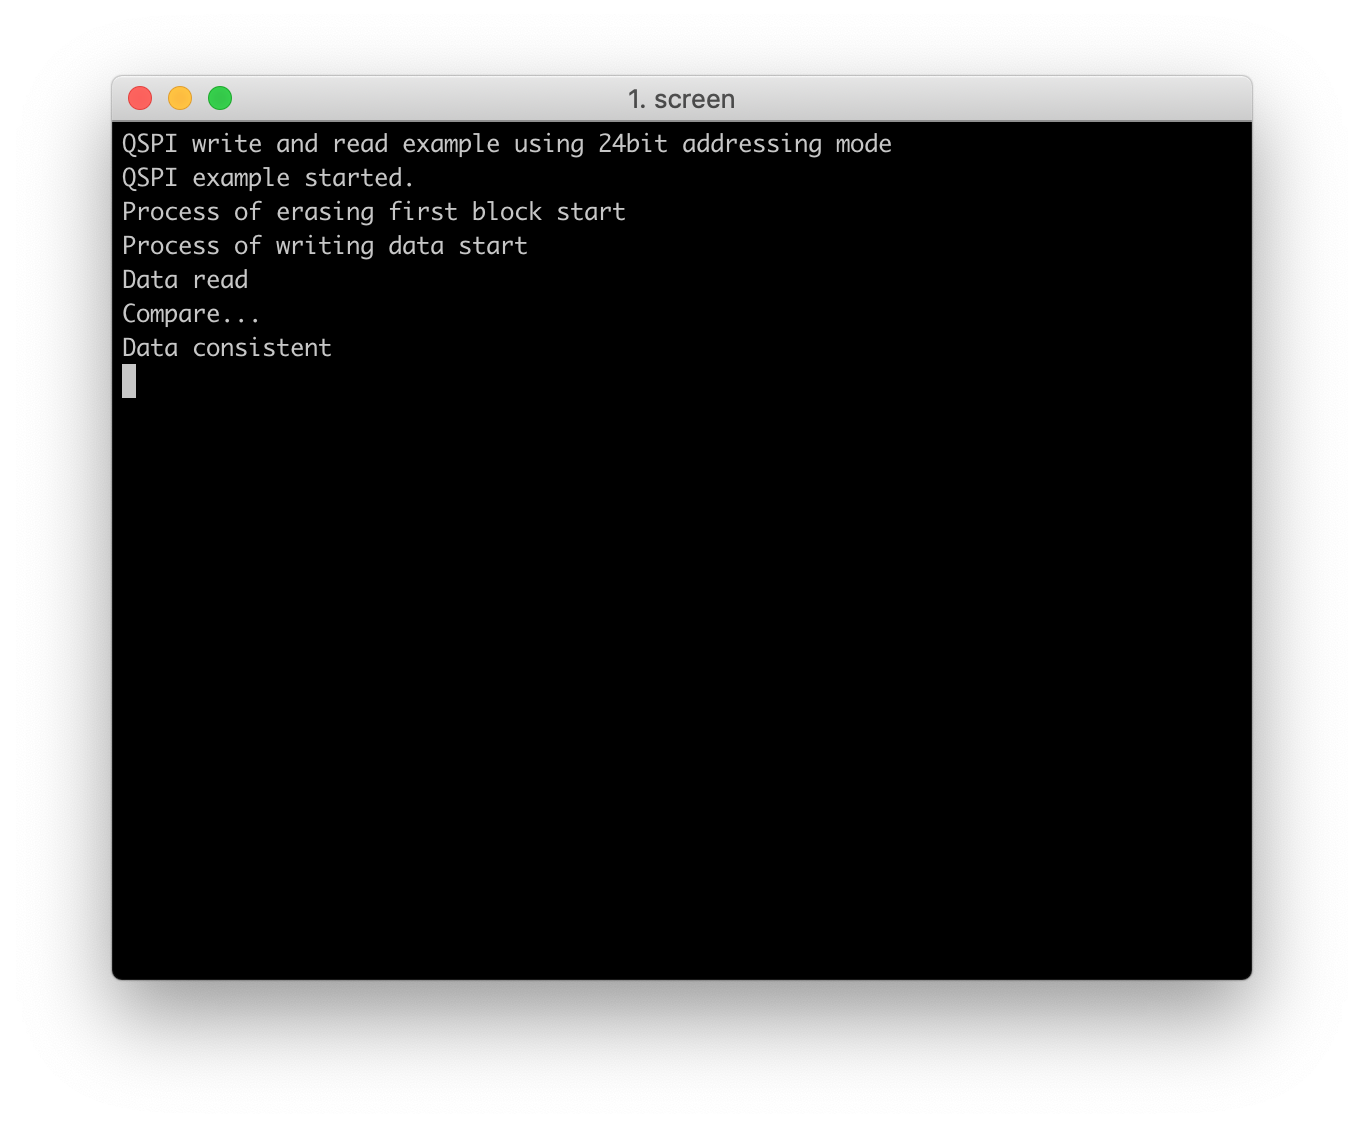 1. screen
QSPI write and read example using 24bit addressing mode
QSPI example started.
Process of erasing first block start
Process of writing data start
Data read
Compare...
Data consistent